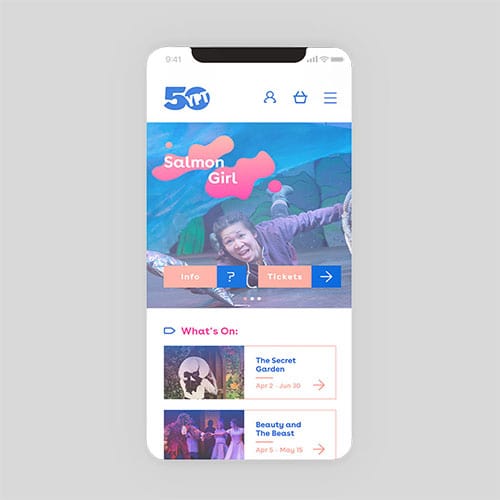 9:41
50 YPT
Salmon
Girl
Info ? Tickets
What's On:
The Secret
Garden
Apr 2 - Jun 30
Beauty and
The Beast
Apr 5 - May 15